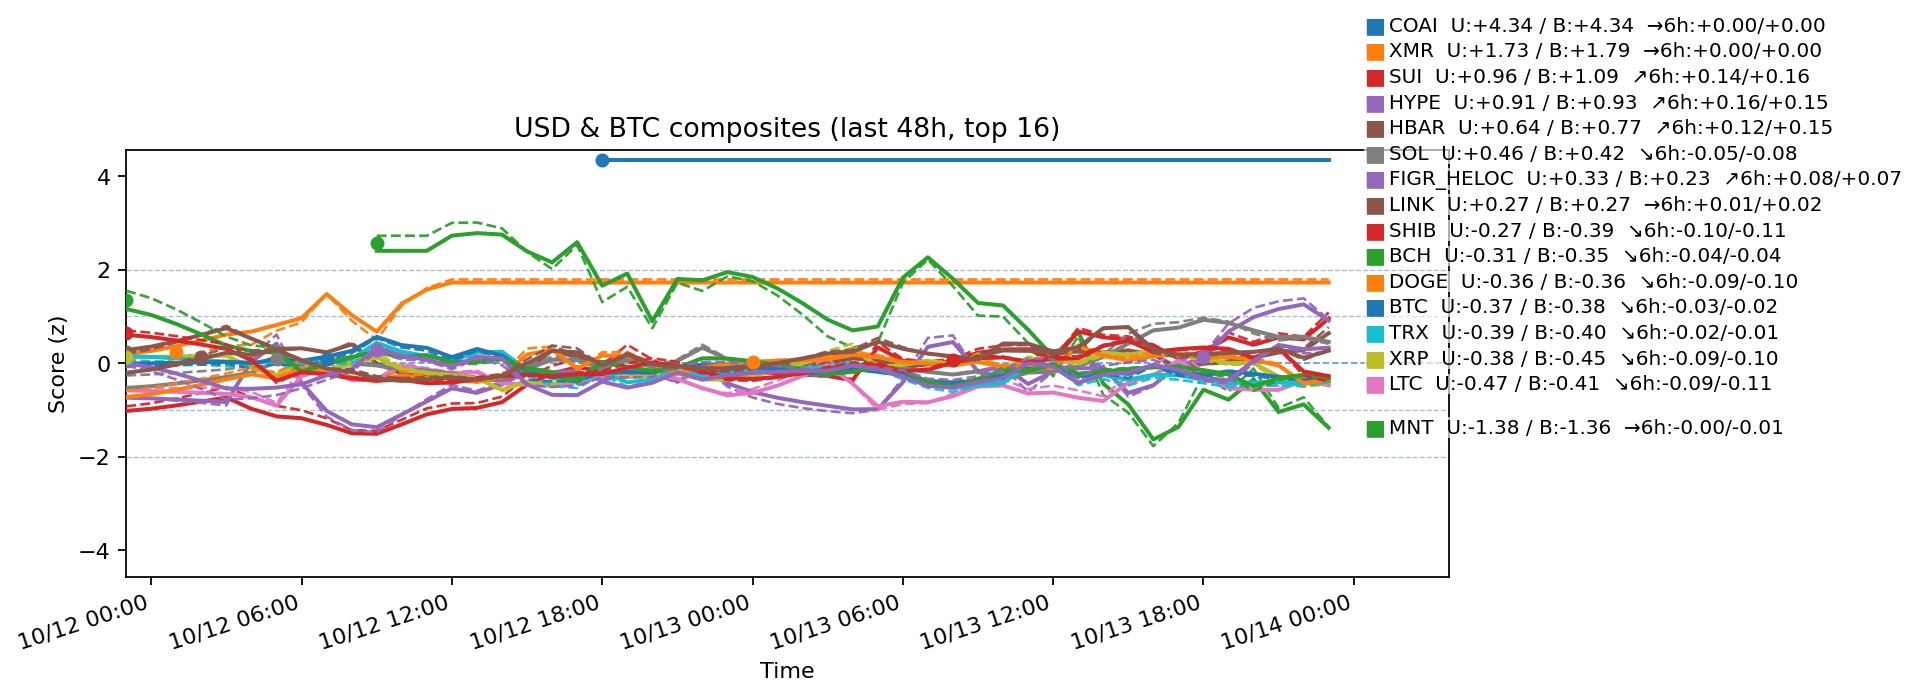 COAI U:+4.34 / B:+4.34 →6h:+0.00/+0.00
XMR U:+1.73 / B:+1.79 →6h:+0.00/+0.00
SUI U:+0.96 / B:+1.09 ↗6h:+0.14/+0.16
HYPE U:+0.91 / B:+0.93 ↗6h:+0.16/+0.15
HBAR U:+0.64 / B:+0.77 ↗6h:+0.12/+0.15
SOL U:+0.46 / B:+0.42 ↘6h:-0.05/-0.08
FIGR_HELOC U:+0.33 / B:+0.23 ↗6h:+0.08/+0.07
LINK U:+0.27 / B:+0.27 →6h:+0.01/+0.02
SHIB U:-0.27 / B:-0.39 ↘6h:-0.10/-0.11
BCH U:-0.31 / B:-0.35 ↘6h:-0.04/-0.04
DOGE U:-0.36 / B:-0.36 ↘6h:-0.09/-0.10
BTC U:-0.37 / B:-0.38 ↘6h:-0.03/-0.02
TRX U:-0.39 / B:-0.40 ↘6h:-0.02/-0.01
XRP U:-0.38 / B:-0.45 ↘6h:-0.09/-0.10
LTC U:-0.47 / B:-0.41 ↘6h:-0.09/-0.11
MNT U:-1.38 / B:-1.36 →6h:-0.00/-0.01
USD & BTC composites (last 48h, top 16)
Score (z)
4
2
0
−2
−4
10/12 00:00
10/12 06:00
10/12 12:00
10/12 18:00
10/13 00:00
10/13 06:00
10/13 12:00
10/13 18:00
10/14 00:00
Time